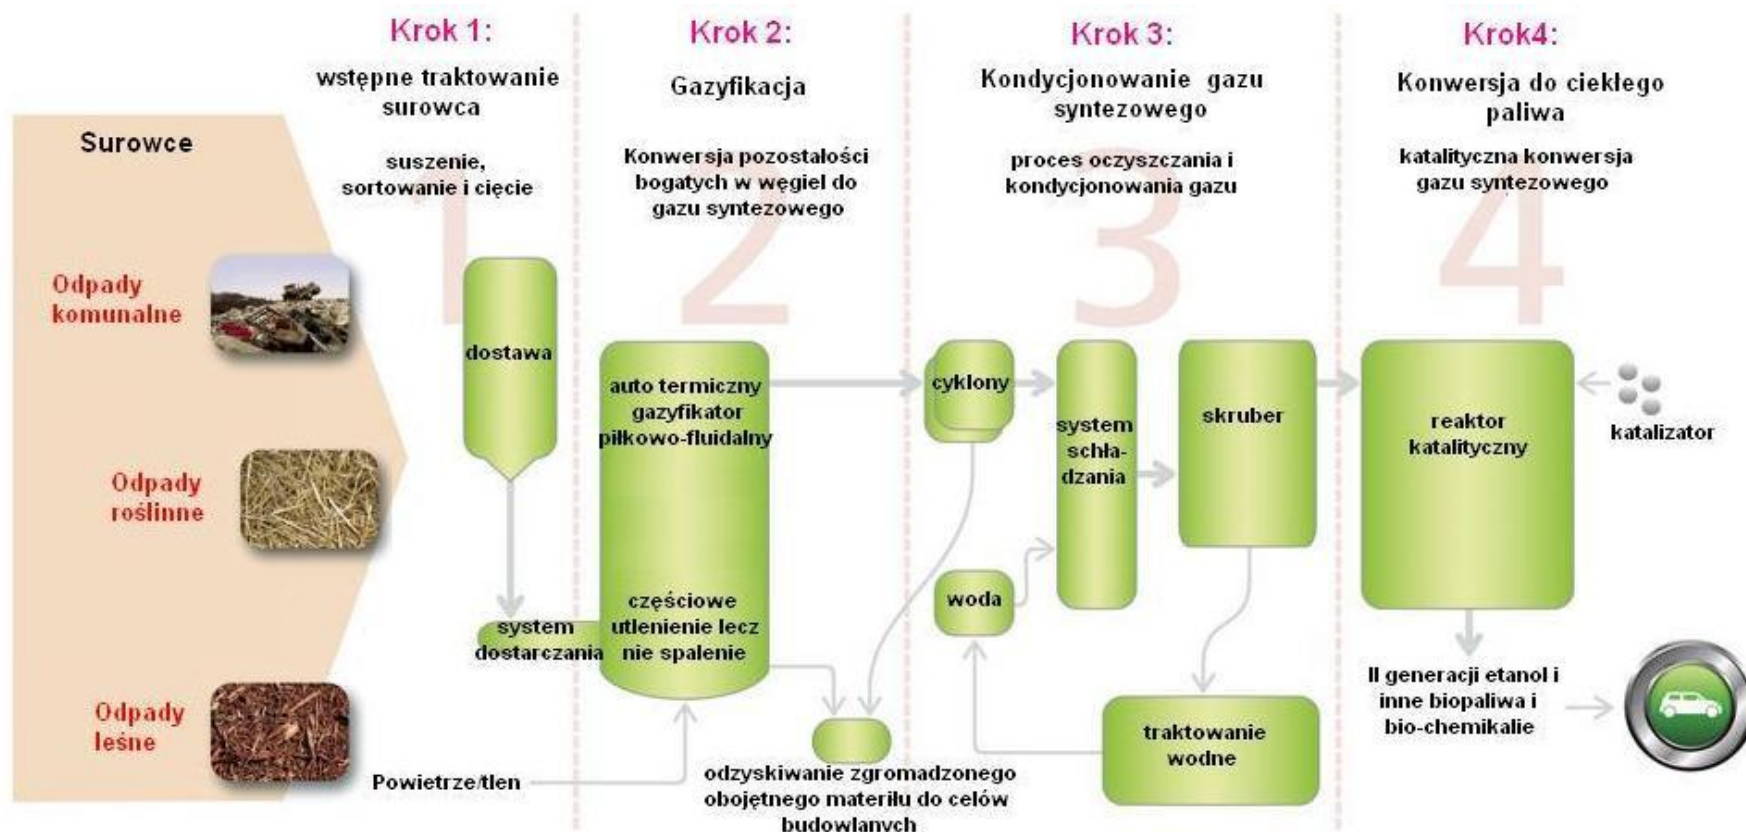 Krok 1:
wstępne traktowanie
surowca
suszenie,
sortowanie i cięcie
Krok 2:
Gazyfikacja
Konwersja pozostałości
bogatych w węgiel do
gazu syntezowego
Krok 3:
Kondycjonowanie gazu
syntezowego
proces oczyszczania i
kondycjonowania gazu
Krok4:
Konwersja do ciekłego
paliwa
katalityczna konwersja
gazu syntezowego
1
2
3
4
Surowce
Odpady
komunalne
Odpady
roślinne
Odpady
leśne
dostawa
system
dostarczania
Powietrze/tlen
auto termiczny
gazyfikator
piłkowo-fluidalny
częściowe
utlenienie lecz
nie spalenie
odzyskiwanie zgromadzonego
obojętnego materiłu do celów
budowlanych
cyklony
system
schła-
dzania
woda
skruber
traktowanie
wodne
reaktor
katalityczny
katalizator
II generacji etanol i
inne biopaliwa i
bio-chemikalie